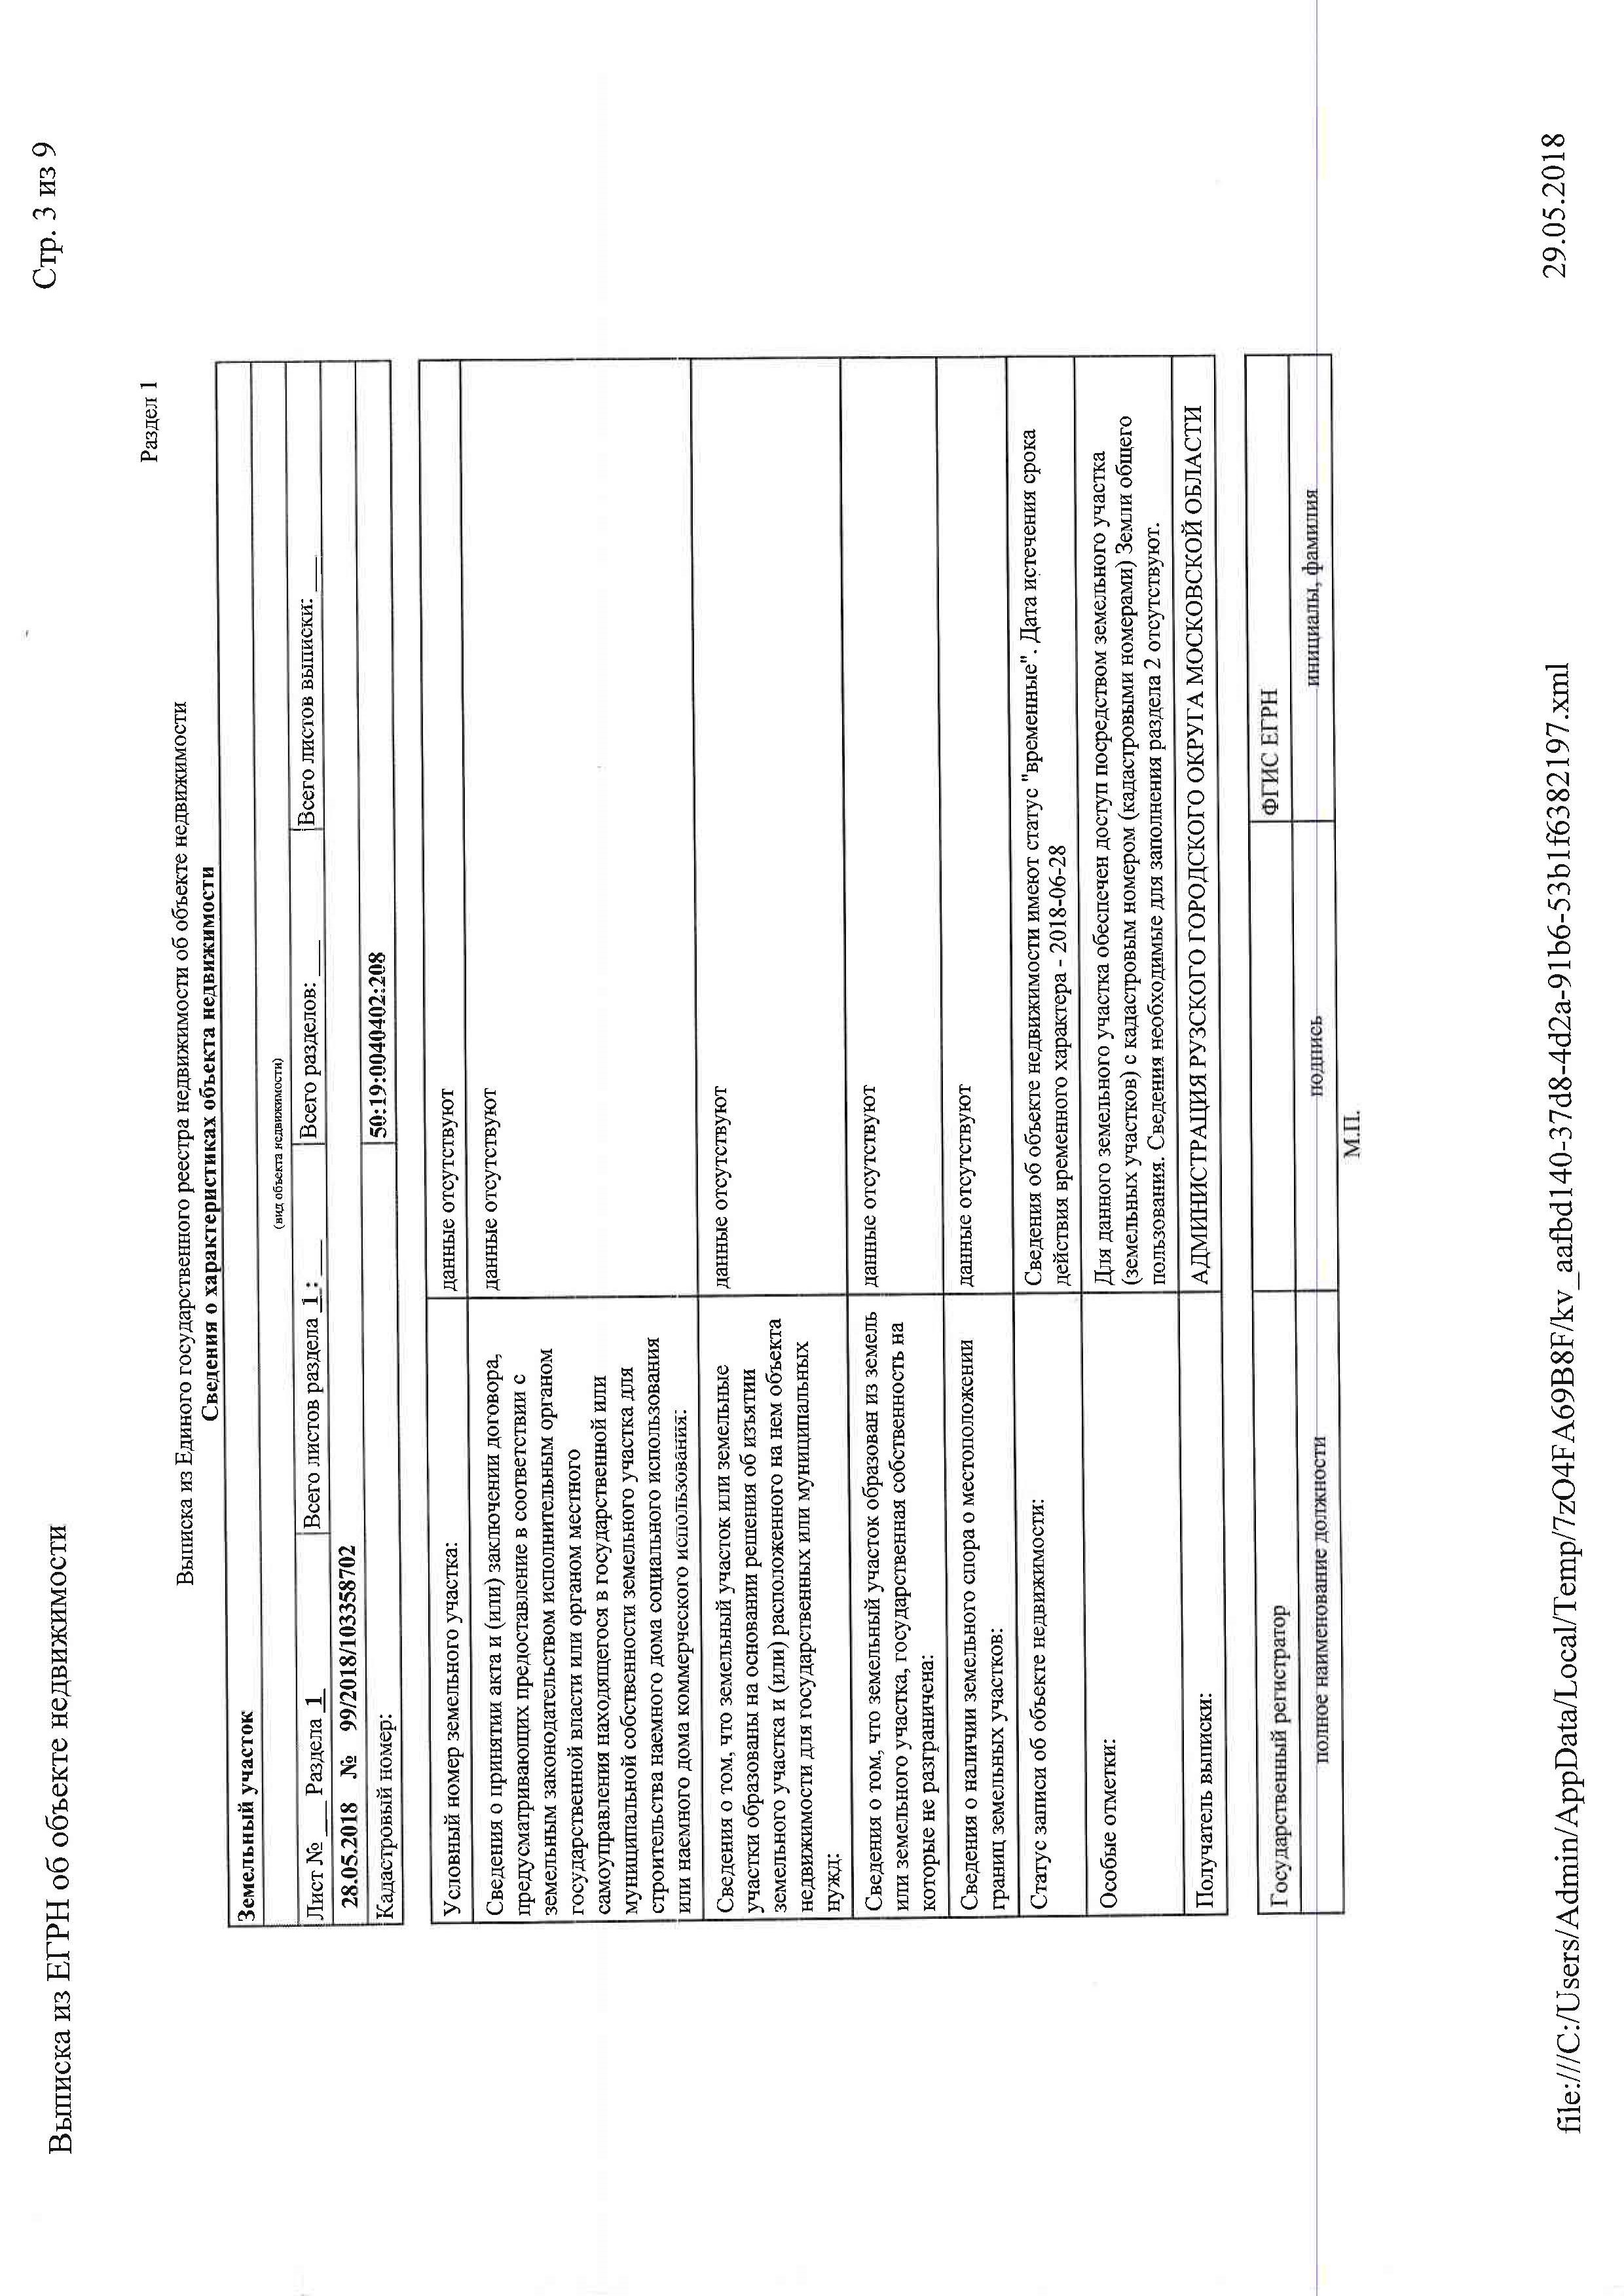 Выписка из ЕГРН об объекте недвижимости
Стр. 3 из 9
Раздел 1
Выписка из Единого государственного реестра недвижимости об объекте недвижимости
Сведения о характеристиках объекта недвижимости
Земельный участок
(вид объекта недвижимости)
Лист № ___ Раздела 1
Всего листов раздела 1 : ___
Всего разделов: ___
Всего листов выписки: ___
28.05.2018 № 99/2018/103358702
Кадастровый номер:
50:19:0040402:208
Условный номер земельного участка:
данные отсутствуют
Сведения о принятии акта и (или) заключении договора,
предусматривающих предоставление в соответствии с
земельным законодательством исполнительным органом
государственной власти или органом местного
самоуправления находящегося в государственной или
муниципальной собственности земельного участка для
строительства наемного дома социального использования
или наемного дома коммерческого использования:
данные отсутствуют
Сведения о том, что земельный участок или земельные
участки образованы на основании решения об изъятии
земельного участка и (или) расположенного на нем объекта
недвижимости для государственных или муниципальных
нужд:
данные отсутствуют
Сведения о том, что земельный участок образован из земель
или земельного участка, государственная собственность на
которые не разграничена:
данные отсутствуют
Сведения о наличии земельного спора о местоположении
границ земельных участков:
данные отсутствуют
Статус записи об объекте недвижимости:
Сведения об объекте недвижимости имеют статус "временные". Дата истечения срока
действия временного характера - 2018-06-28
Особые отметки:
Для данного земельного участка обеспечен доступ посредством земельного участка
(земельных участков) с кадастровым номером (кадастровыми номерами) Земли общего
пользования. Сведения необходимые для заполнения раздела 2 отсутствуют.
Получатель выписки:
АДМИНИСТРАЦИЯ РУЗСКОГО ГОРОДСКОГО ОКРУГА МОСКОВСКОЙ ОБЛАСТИ
Государственный регистратор
ФГИС ЕГРН
полное наименование должности
подпись
инициалы, фамилия
М.П.
file:///C:/Users/Admin/AppData/Local/Temp/7zO4FA69B8F/kv_aafbd140-37d8-4d2a-91b6-53b1f6382197.xml
29.05.2018